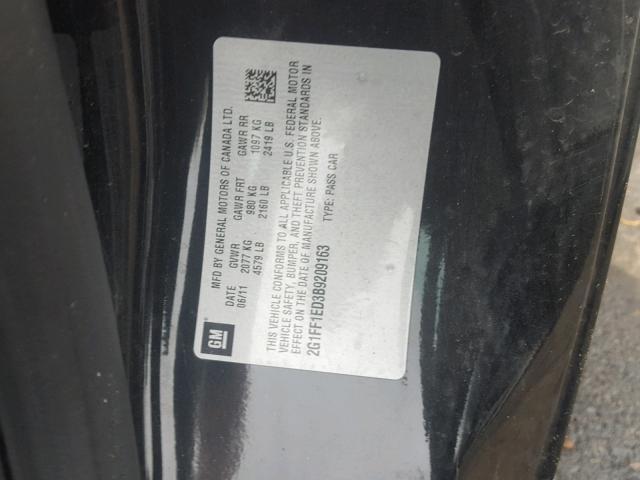 MFD BY GENERAL MOTORS OF CANADA LTD.
DATE GVWR GAWR FRT GAWR RR
06/11 2077 KG 980 KG 1097 KG
4579 LB 2160 LB 2419 LB
THIS VEHICLE CONFORMS TO ALL APPLICABLE U.S. FEDERAL MOTOR
VEHICLE SAFETY, BUMPER, AND THEFT PREVENTION STANDARDS IN
EFFECT ON THE DATE OF MANUFACTURE SHOWN ABOVE.
2G1FF1ED3B9209163 TYPE: PASS CAR
GM